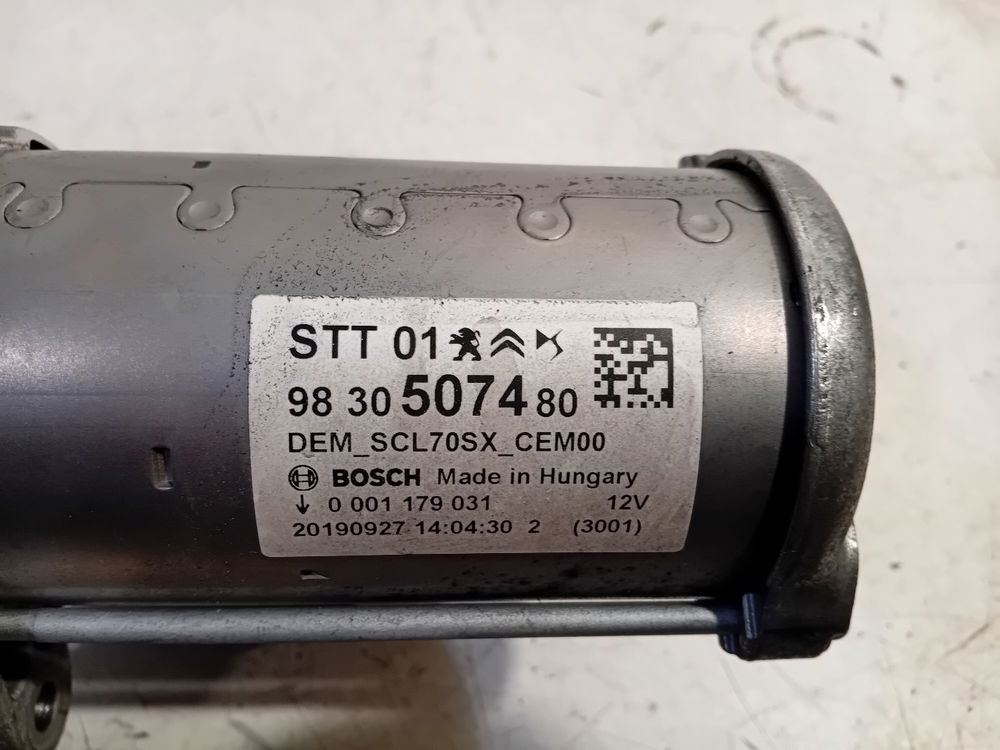 STT 01
98 30 5074 80
DEM_SCL70SX_CEM00
BOSCH Made in Hungary
↓ 0 001 179 031 12V
20190927 14:04:30 2 (3001)